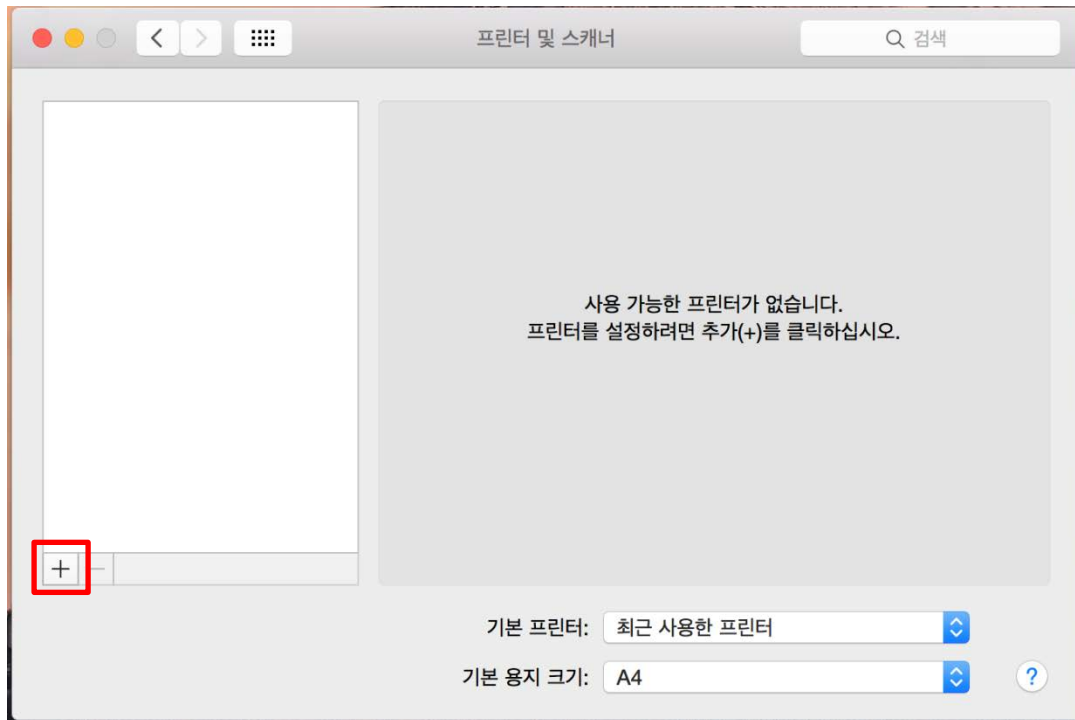 프린터 및 스캐너
검색
사용 가능한 프린터가 없습니다.
프린터를 설정하려면 추가(+)를 클릭하십시오.
+ −
기본 프린터: 최근 사용한 프린터
기본 용지 크기: A4
?